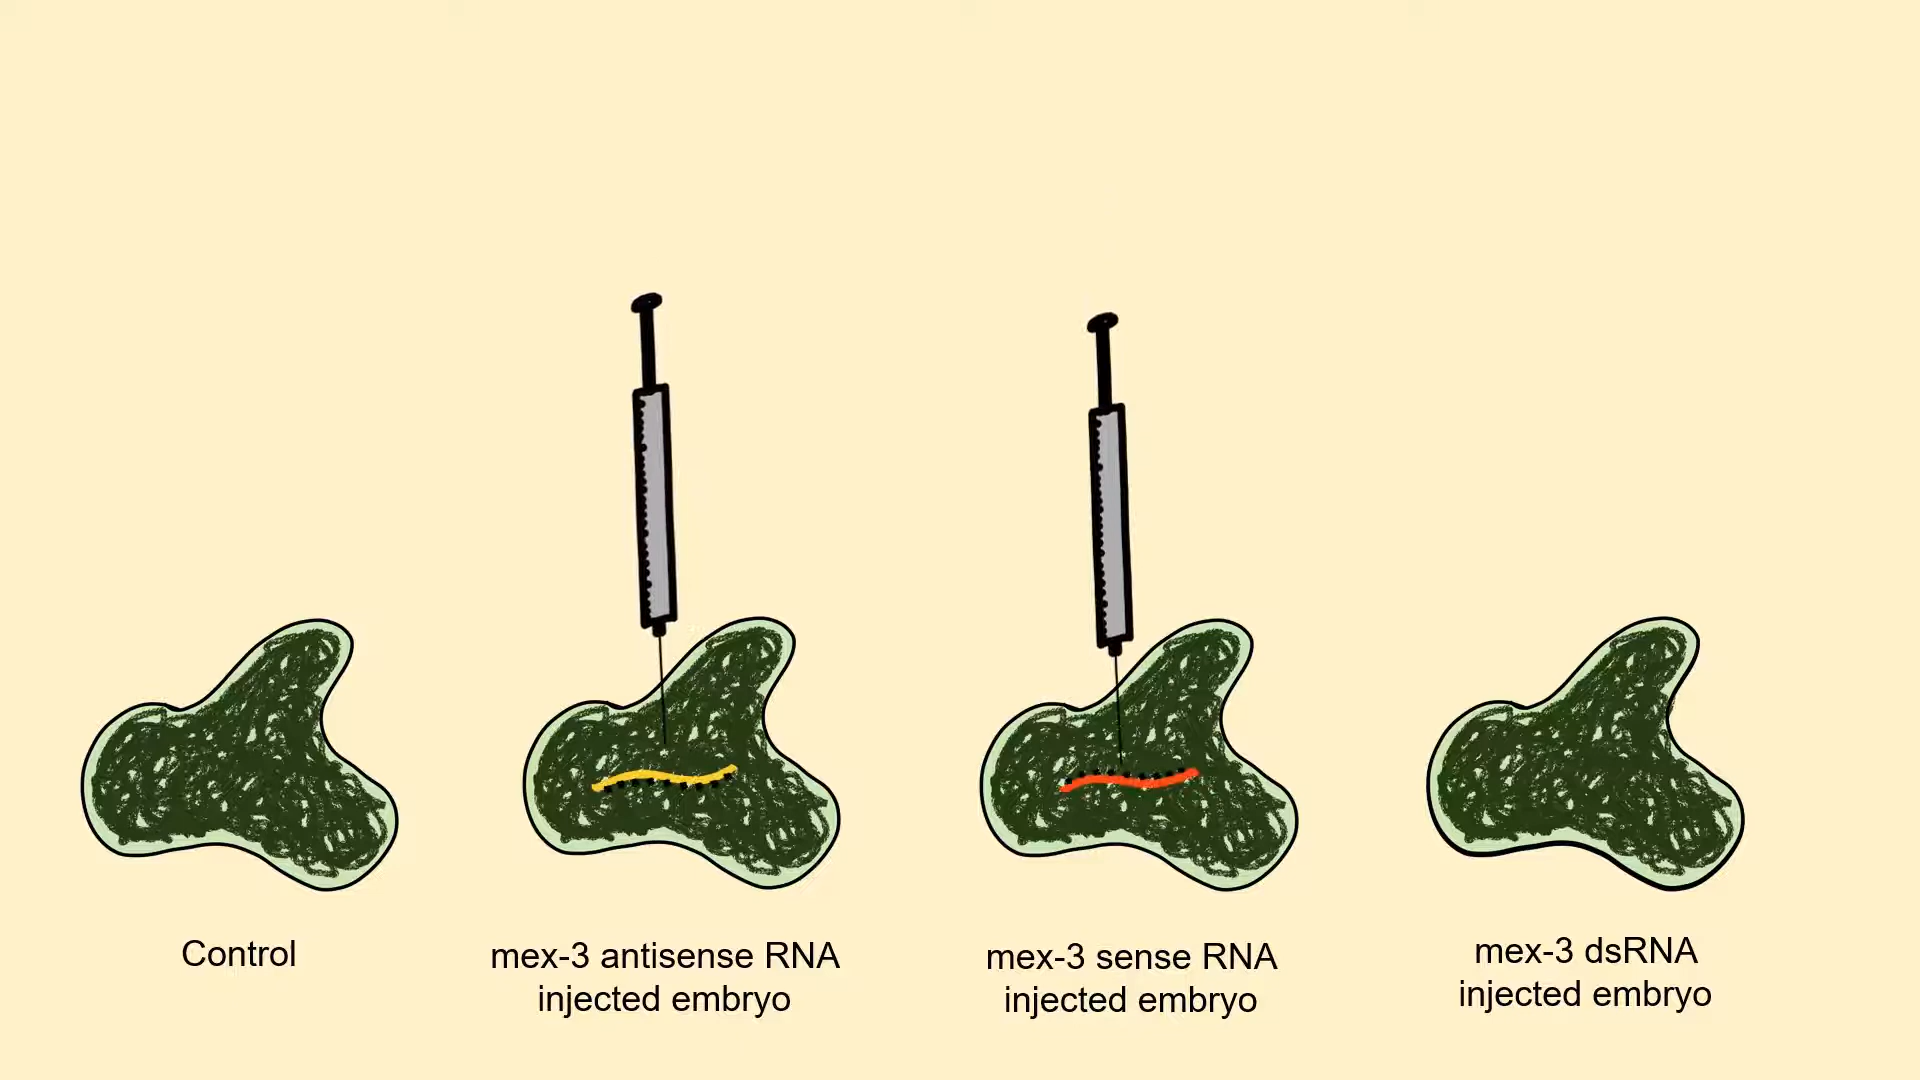 Control
mex-3 antisense RNA
injected embryo
mex-3 sense RNA
injected embryo
mex-3 dsRNA
injected embryo